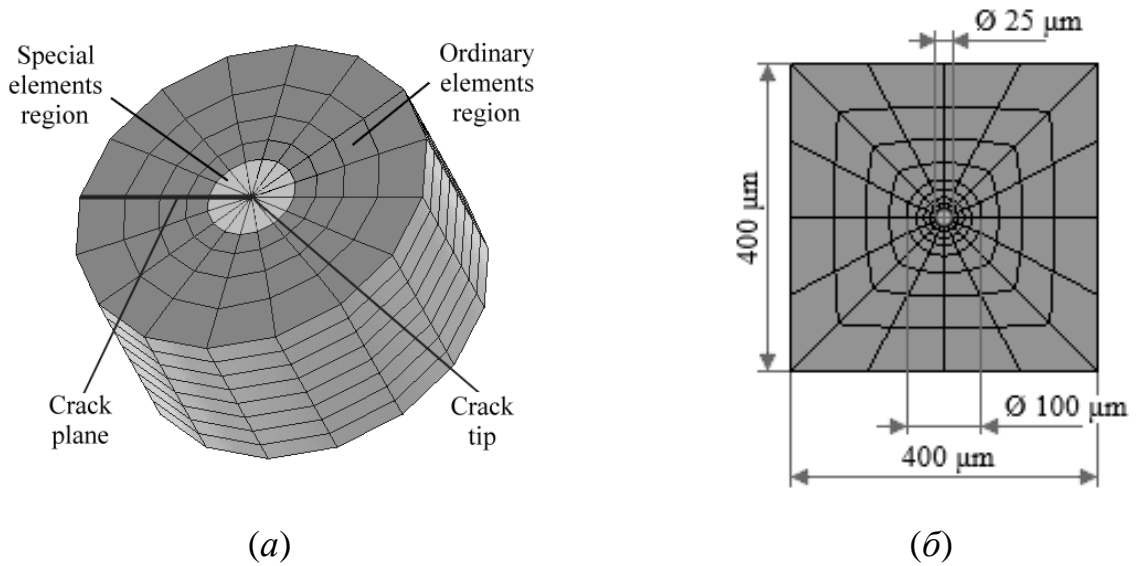 Special
elements
region
Ordinary
elements
region
Crack
plane
Crack
tip
(а)
Ø 25 μm
400 μm
Ø 100 μm
400 μm
(б)